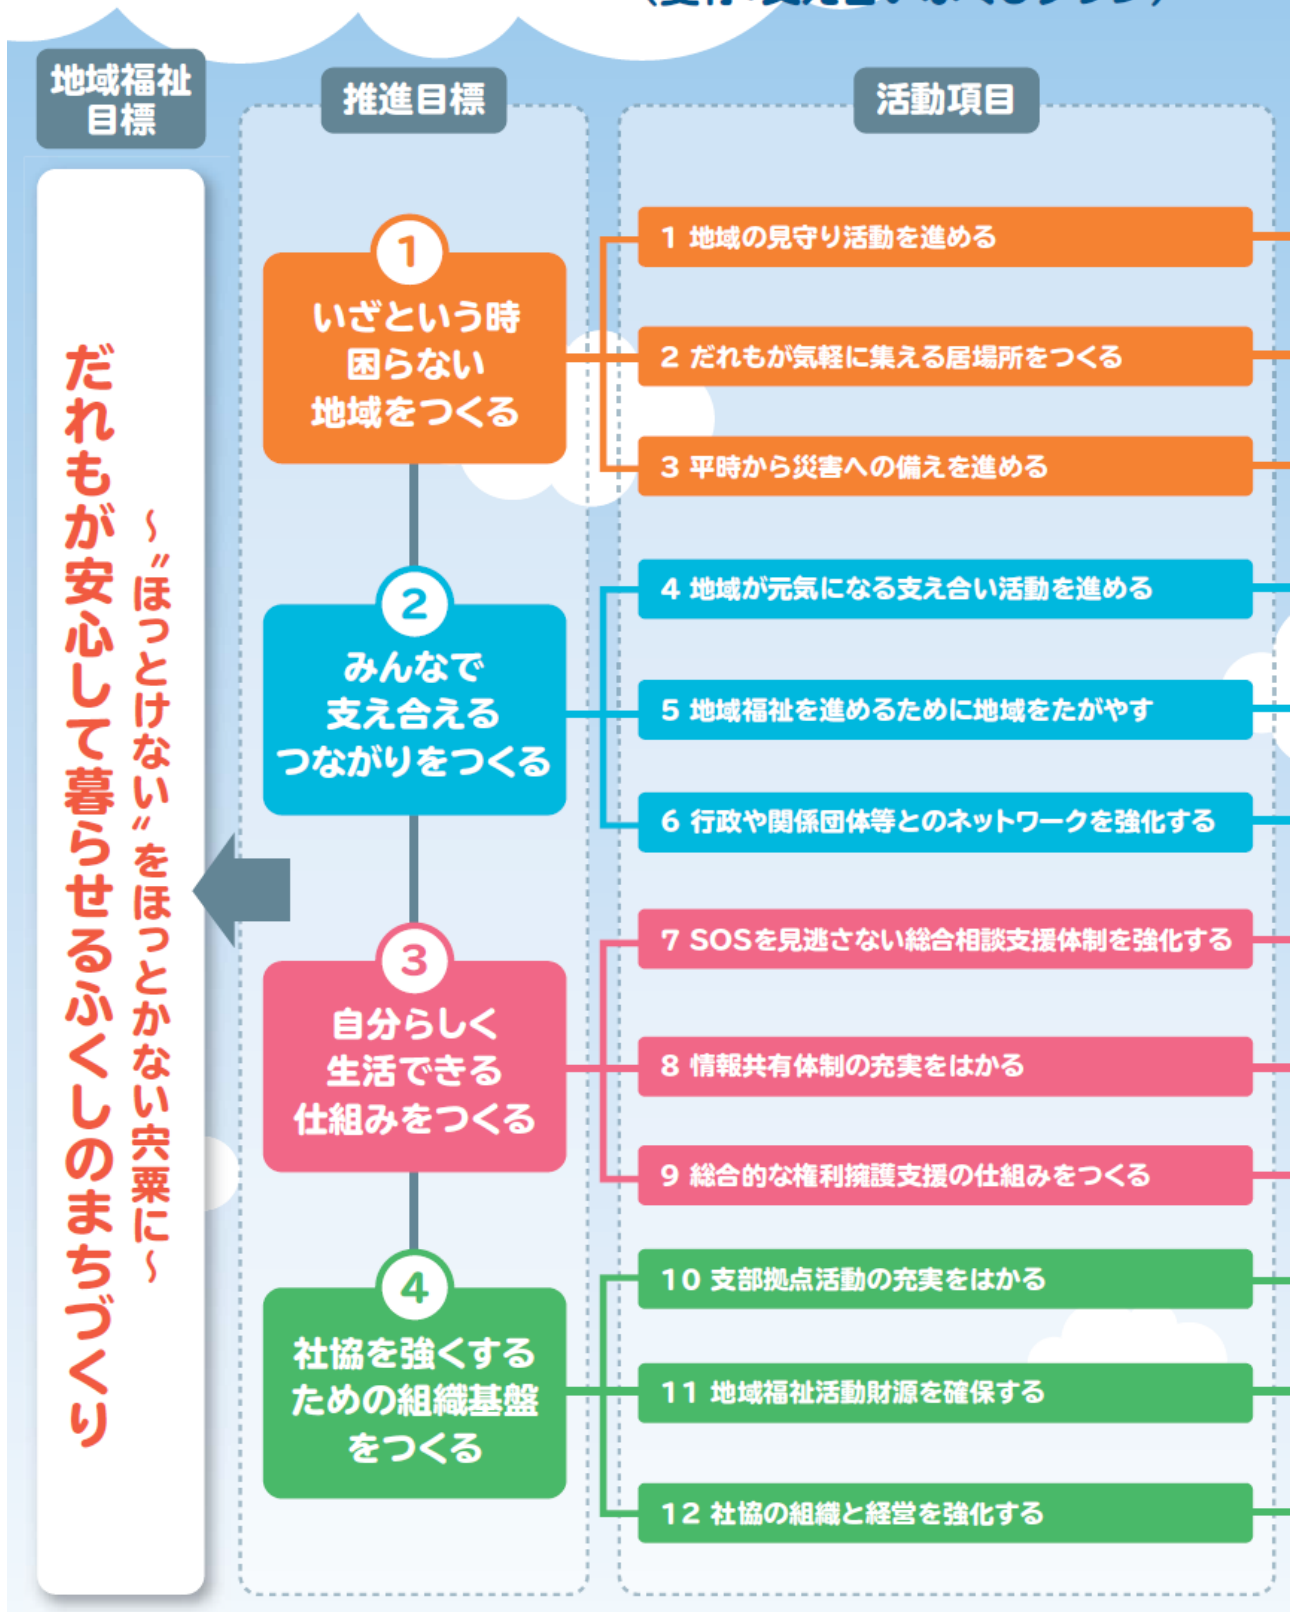 地域福祉
目標
推進目標
活動項目
だれもが安心して暮らせるふくしのまちづくり
～〝ほっとけない〟をほっとかない宍粟に～
1
いざという時
困らない
地域をつくる
1 地域の見守り活動を進める
2 だれもが気軽に集える居場所をつくる
3 平時から災害への備えを進める
2
みんなで
支え合える
つながりをつくる
4 地域が元気になる支え合い活動を進める
5 地域福祉を進めるために地域をたがやす
6 行政や関係団体等とのネットワークを強化する
3
自分らしく
生活できる
仕組みをつくる
7 SOSを見逃さない総合相談支援体制を強化する
8 情報共有体制の充実をはかる
9 総合的な権利擁護支援の仕組みをつくる
4
社協を強くする
ための組織基盤
をつくる
10 支部拠点活動の充実をはかる
11 地域福祉活動財源を確保する
12 社協の組織と経営を強化する